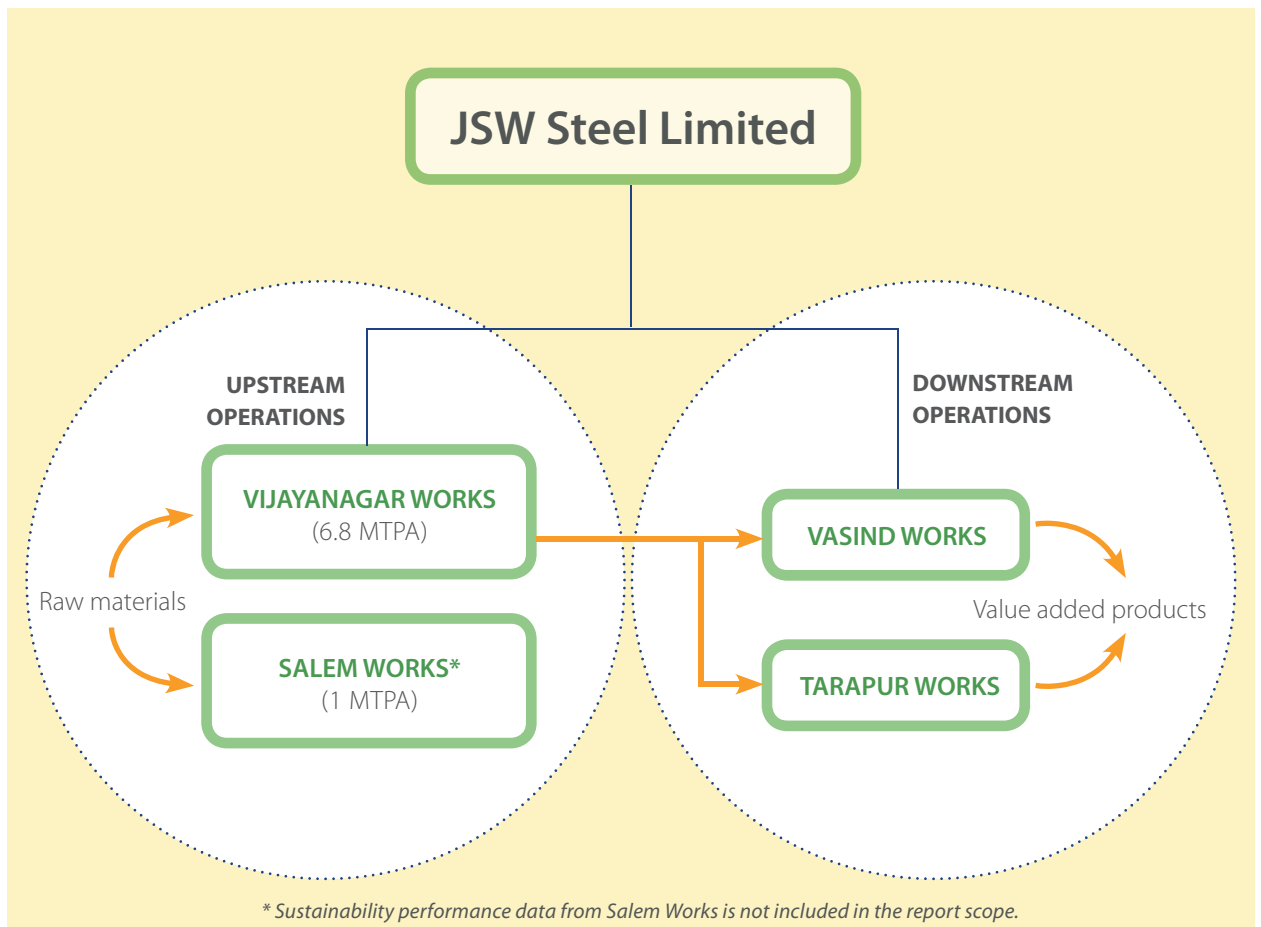 JSW Steel Limited
UPSTREAM
OPERATIONS
VIJAYANAGAR WORKS
(6.8 MTPA)
Raw materials
SALEM WORKS*
(1 MTPA)
DOWNSTREAM
OPERATIONS
VASIND WORKS
Value added products
TARAPUR WORKS
* Sustainability performance data from Salem Works is not included in the report scope.